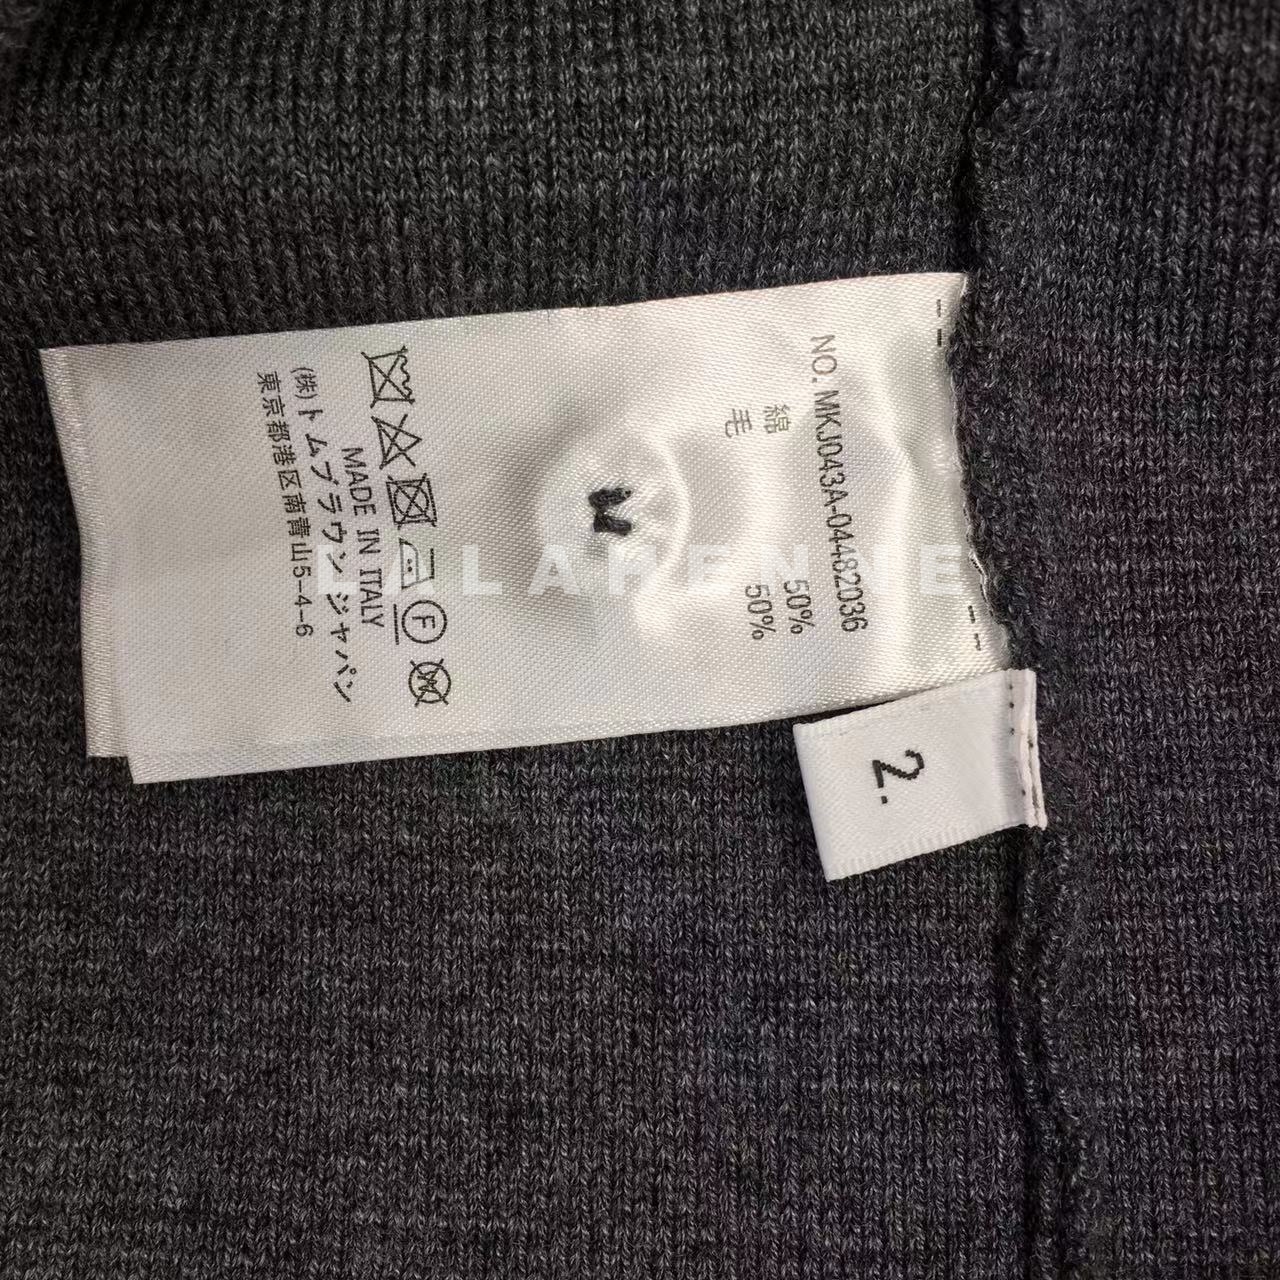 NO. MKJ043A-04482036
綿 50%
毛 50%
F
MADE IN ITALY
(株)トムブラウンジャパン
東京都港区南青山5-4-6
2.